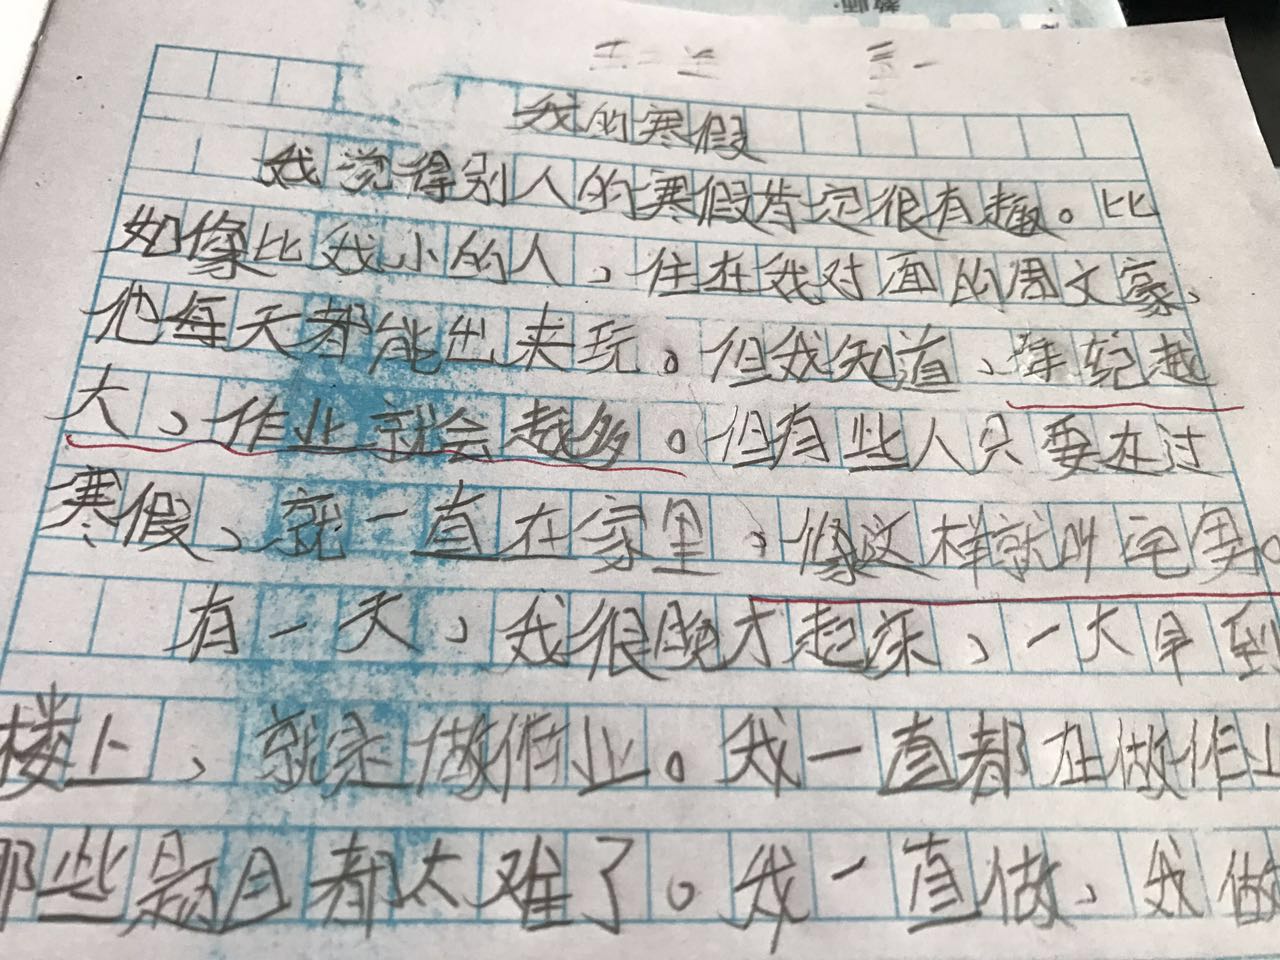 我的寒假
我觉得别人的寒假肯定很有趣。比
如像比我小的人，住在我对面的周文豪，
他每天都能出来玩。但我知道，年纪越
大，作业就会越多。但有些人只要在过
寒假，就一直在家里，像这样就叫宅男。
有一天，我很晚才起床，一大早到
楼上，就是做作业。我一直都在做作业
那些题目都太难了。我一直做，我做